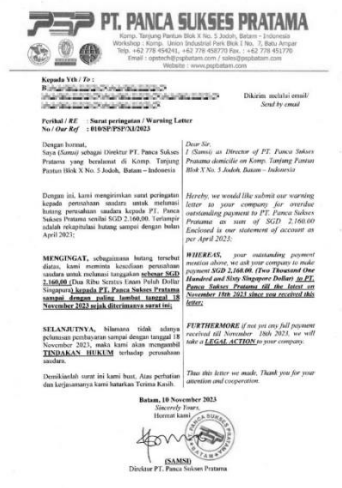 PSP PT. PANCA SUKSES PRATAMA
Komp. Tanjung Pantun Blok X No. 5 Jodoh, Batam - Indonesia
Workshop : Komp. Union Industrial Park Blok I No. 7, Batu Ampar
Telp. +62 778 454291, +62 778 458770 Fax. : +62 778 451770
Email : opstech@pspbatam.com / sales@pspbatam.com
Website : www.pspbatam.com
Kepada Yth / To :
Dikirim melalui email/
Send by email
Perihal / RE : Surat peringatan / Warning Letter
No / Our Ref : 010/SP/PSP/XI/2023
Dengan hormat,
Saya (Samsi) sebagai Direktur PT. Panca Sukses
Pratama yang beralamat di Komp. Tanjung
Pantun Blok X No. 5 Jodoh, Batam – Indonesia
Dear Sir,
I (Samsi) as Director of PT. Panca Sukses
Pratama domicilie on Komp. Tanjung Pantun
Blok X No. 5 Jodoh, Batam – Indonesia
Dengan ini, kami mengirimkan surat peringatan
kepada perusahaan saudara untuk melunasi
hutang perusahaan saudara kepada PT. Panca
Sukses Pratama senilai SGD 2.160,00. Terlampir
adalah rekapitulasi hutang sampai dengan bulan
April 2023;
Hereby, we would like submit our warning
letter to your company for overdue
outstanding payment to PT. Panca Sukses
Pratama as sum of SGD 2.160.00
Enclosed is our statement of account as
per April 2023;
MENGINGAT, sebagaimana hutang tersebut
diatas, kami meminta kesediaan perusahaan
saudara untuk melunasi tanggakan sebesar SGD
2.160,00 (Dua Ribu Seratus Enam Puluh Dollar
Singapura) kepada PT. Panca Sukses Pratama
sampai dengan paling lambat tanggal 18
November 2023 sejak diterimanya surat ini;
WHEREAS, your outstanding payment
mention above, we ask your company to make
payment SGD 2.160.00. (Two Thousand One
Hundred and Sixty Singapore Dollar) to PT.
Panca Sukses Pratama till the latest on
November 18th 2023 since you received this
letter;
SELANJUTNYA, bilamana tidak adanya
pelunasan pembayaran sampai dengan tanggal 18
November 2023, maka kami akan mengambil
TINDAKAN HUKUM terhadap perusahaan
saudara.
FURTHERMORE if not yet any full payment
received till November 18th 2023, we will
take a LEGAL ACTION to your company.
Demikianlah surat ini kami buat, Atas perhatian
dan kerjasamanya kami haturkan Terima Kasih.
Thus this letter we made, Thank you for your
attention and cooperation.
Batam, 10 November 2023
Sincerely Yours,
Hormat kami
(SAMSI)
Direktur PT. Panca Sukses Pratama